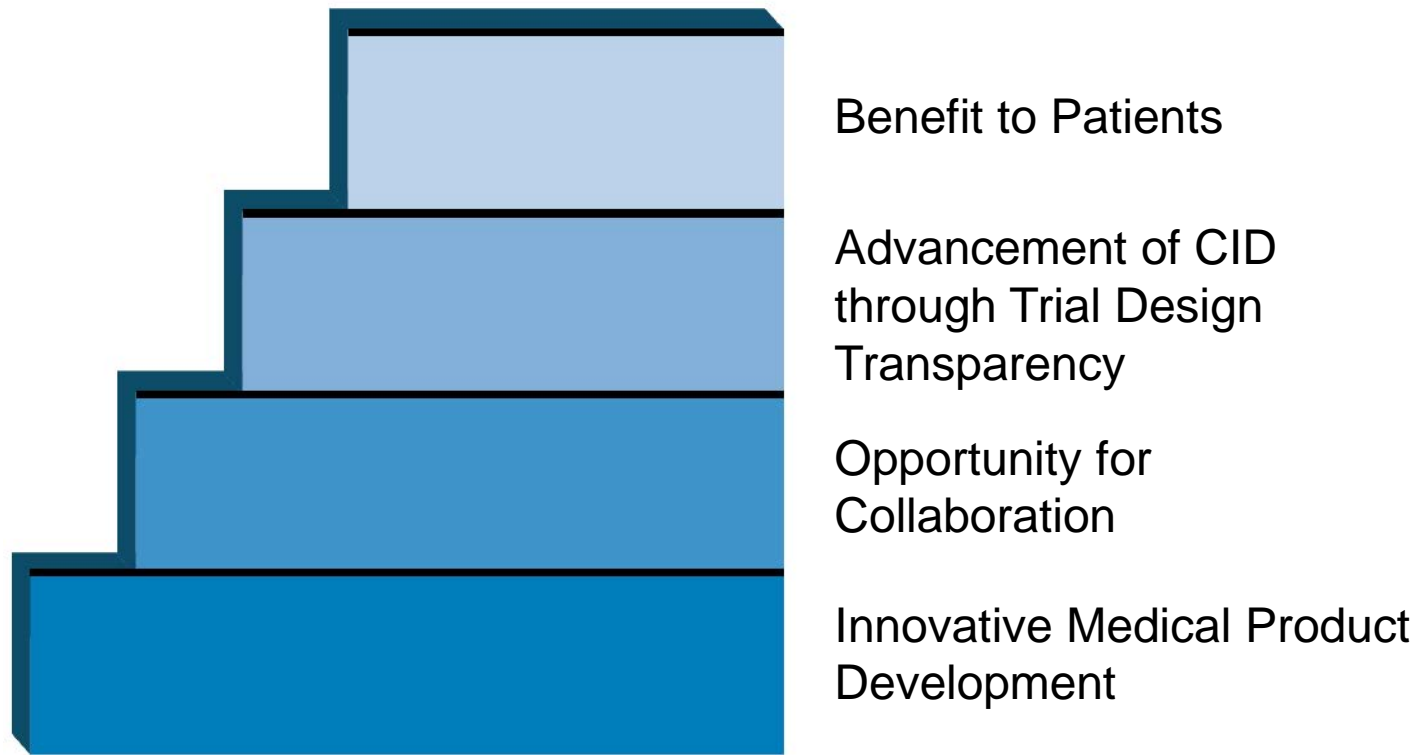 Benefit to Patients
Advancement of CID
through Trial Design
Transparency
Opportunity for
Collaboration
Innovative Medical Product
Development